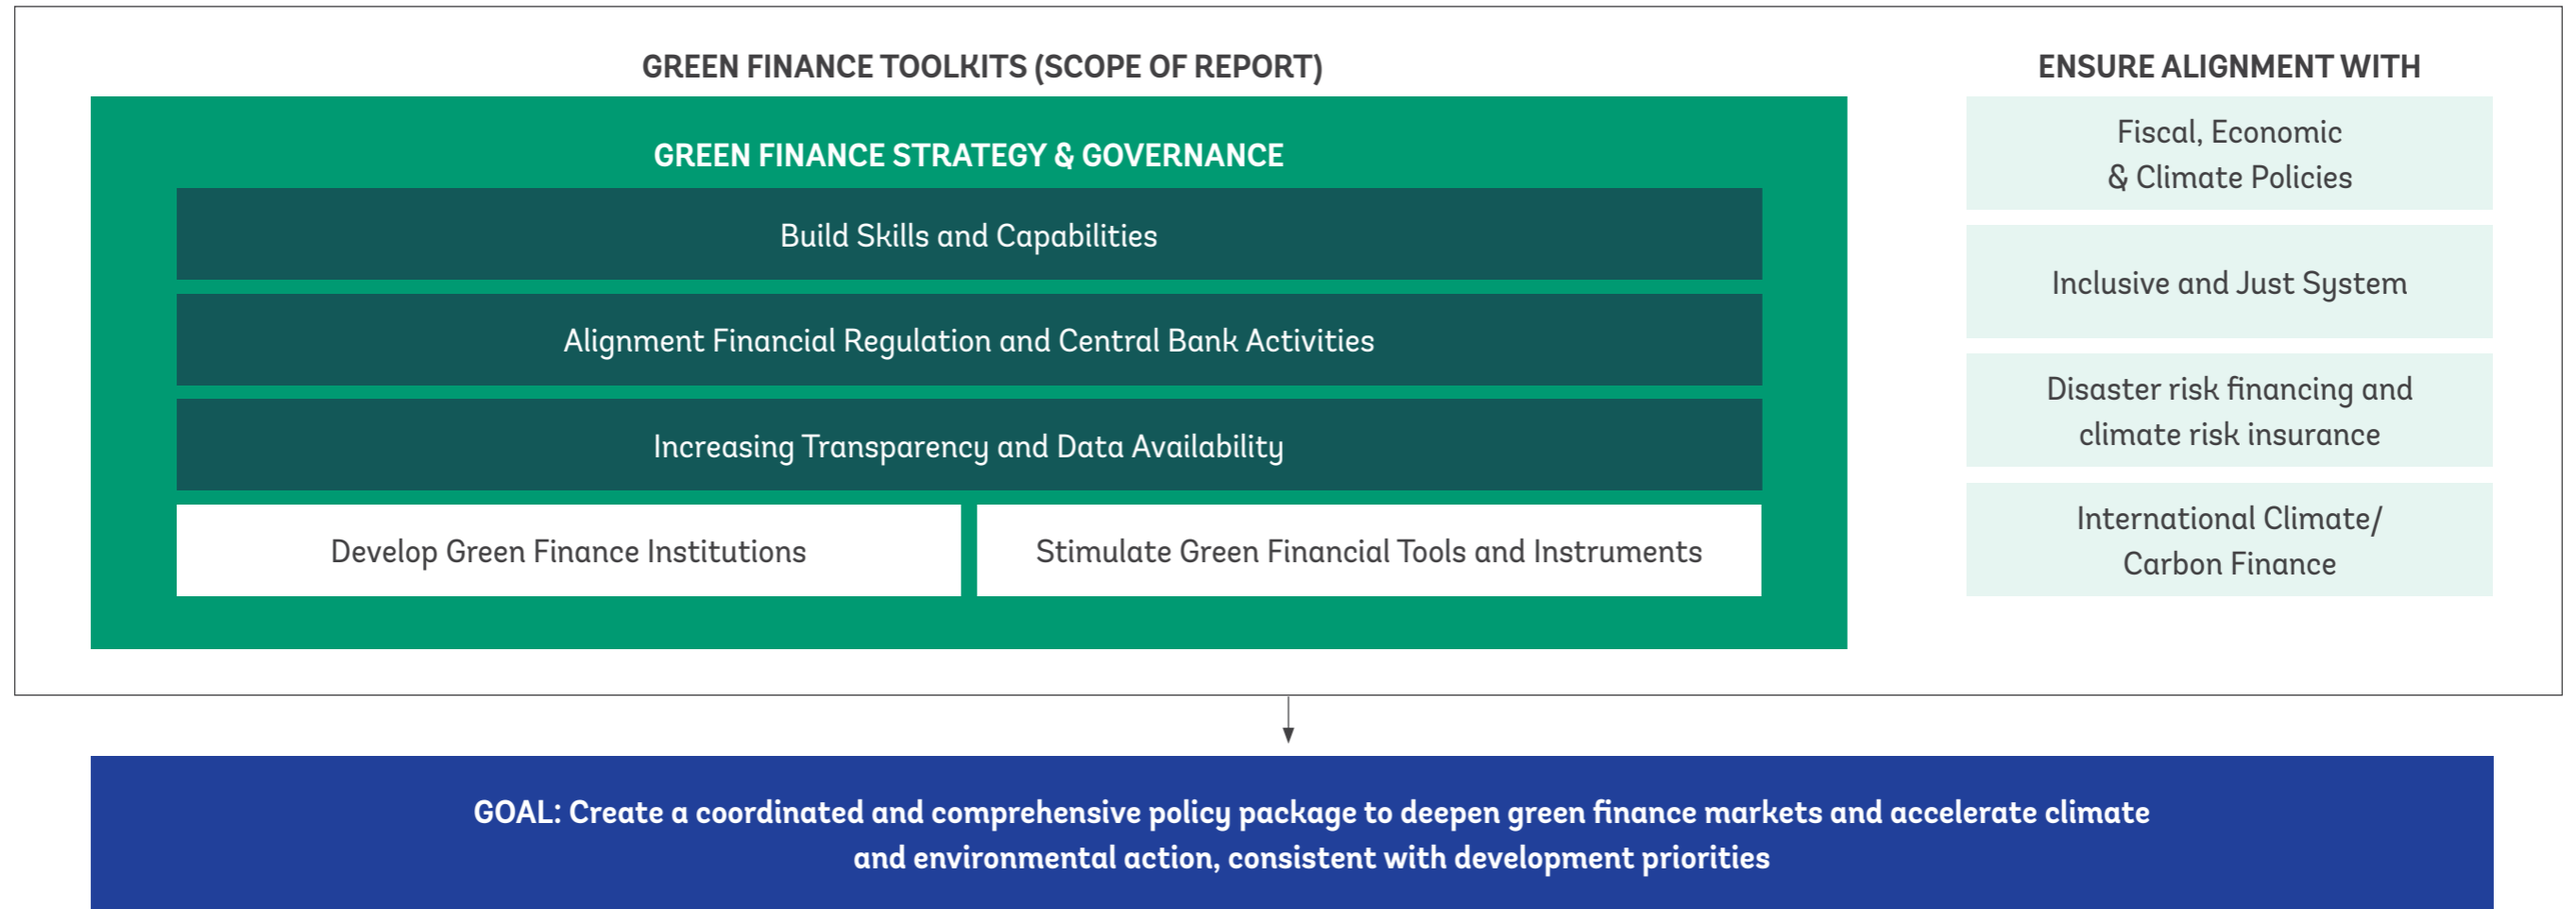 GREEN FINANCE TOOLKITS (SCOPE OF REPORT)
GREEN FINANCE STRATEGY & GOVERNANCE
Build Skills and Capabilities
Alignment Financial Regulation and Central Bank Activities
Increasing Transparency and Data Availability
Develop Green Finance Institutions
Stimulate Green Financial Tools and Instruments
ENSURE ALIGNMENT WITH
Fiscal, Economic
& Climate Policies
Inclusive and Just System
Disaster risk financing and
climate risk insurance
International Climate/
Carbon Finance
GOAL: Create a coordinated and comprehensive policy package to deepen green finance markets and accelerate climate
and environmental action, consistent with development priorities